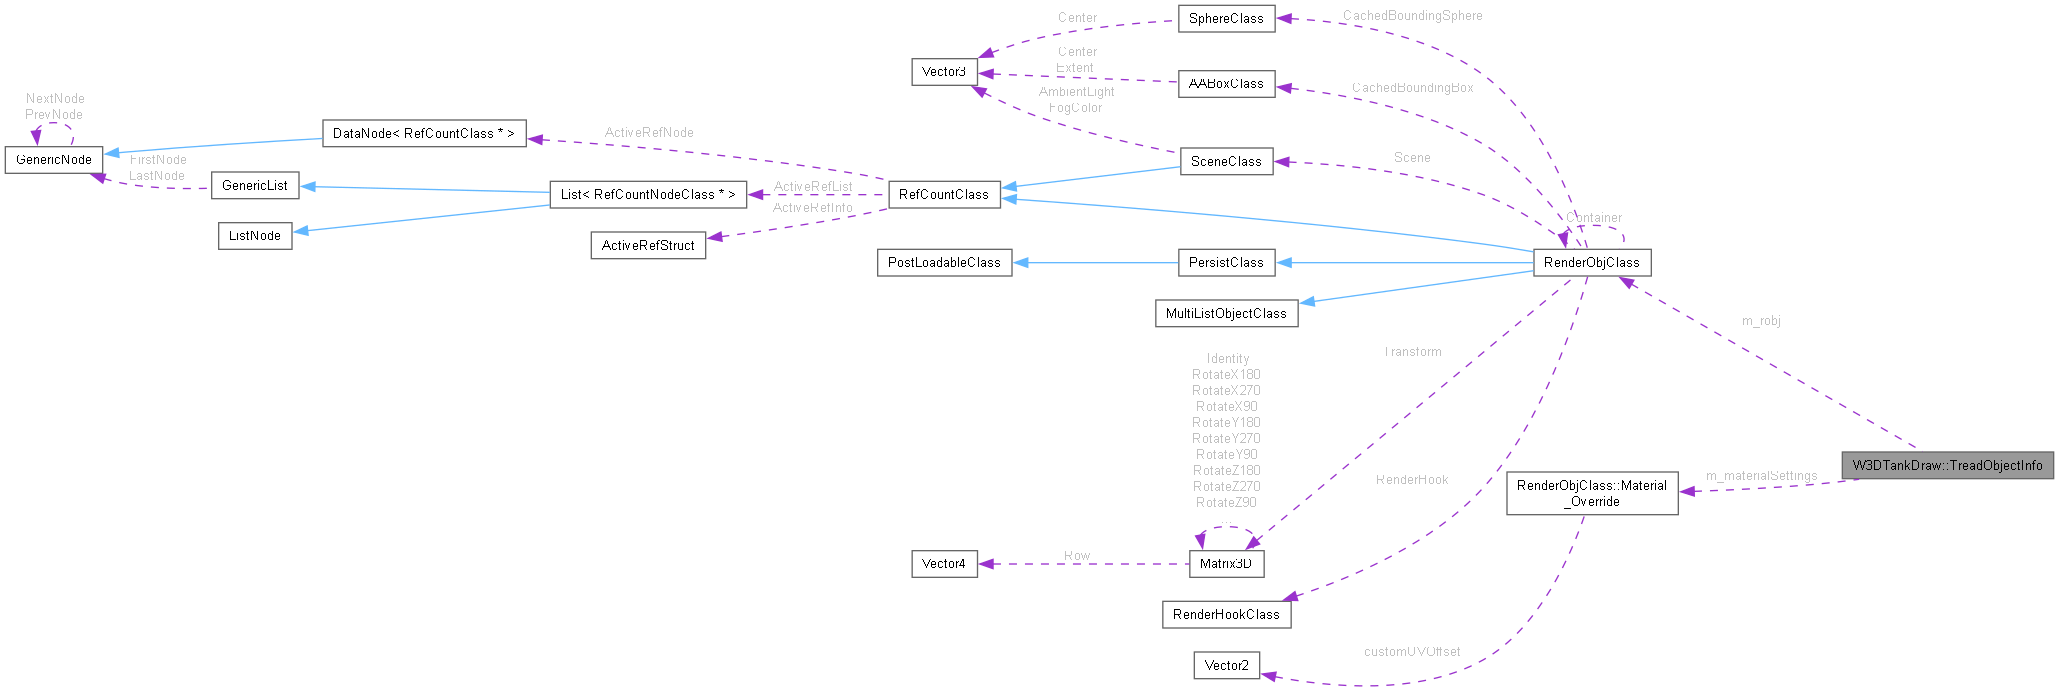 Center
SphereClass
CachedBoundingSphere
Vector3
Center
Extent
AABoxClass
CachedBoundingBox
AmbientLight
FogColor
NextNode
PrevNode
DataNode< RefCountClass * >
ActiveRefNode
GenericNode
FirstNode
LastNode
GenericList
List< RefCountNodeClass * >
ActiveRefList
ActiveRefInfo
RefCountClass
SceneClass
Scene
Container
ListNode
ActiveRefStruct
PostLoadableClass
PersistClass
RenderObjClass
MultiListObjectClass
m_robj
Transform
Identity
RotateX180
RotateX270
RotateX90
RotateY180
RotateY270
RotateY90
RotateZ180
RotateZ270
RotateZ90
...
RenderHook
W3DTankDraw::TreadObjectInfo
m_materialSettings
RenderObjClass::Material
_Override
Vector4
Row
Matrix3D
RenderHookClass
Vector2
customUVOffset